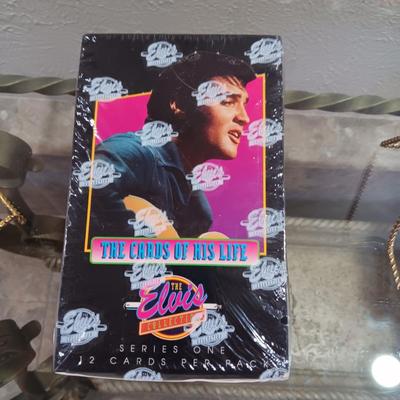 THE CARDS OF HIS LIFE
THE
Elvis
COLLECTION
SERIES ONE
12 CARDS PER PACK